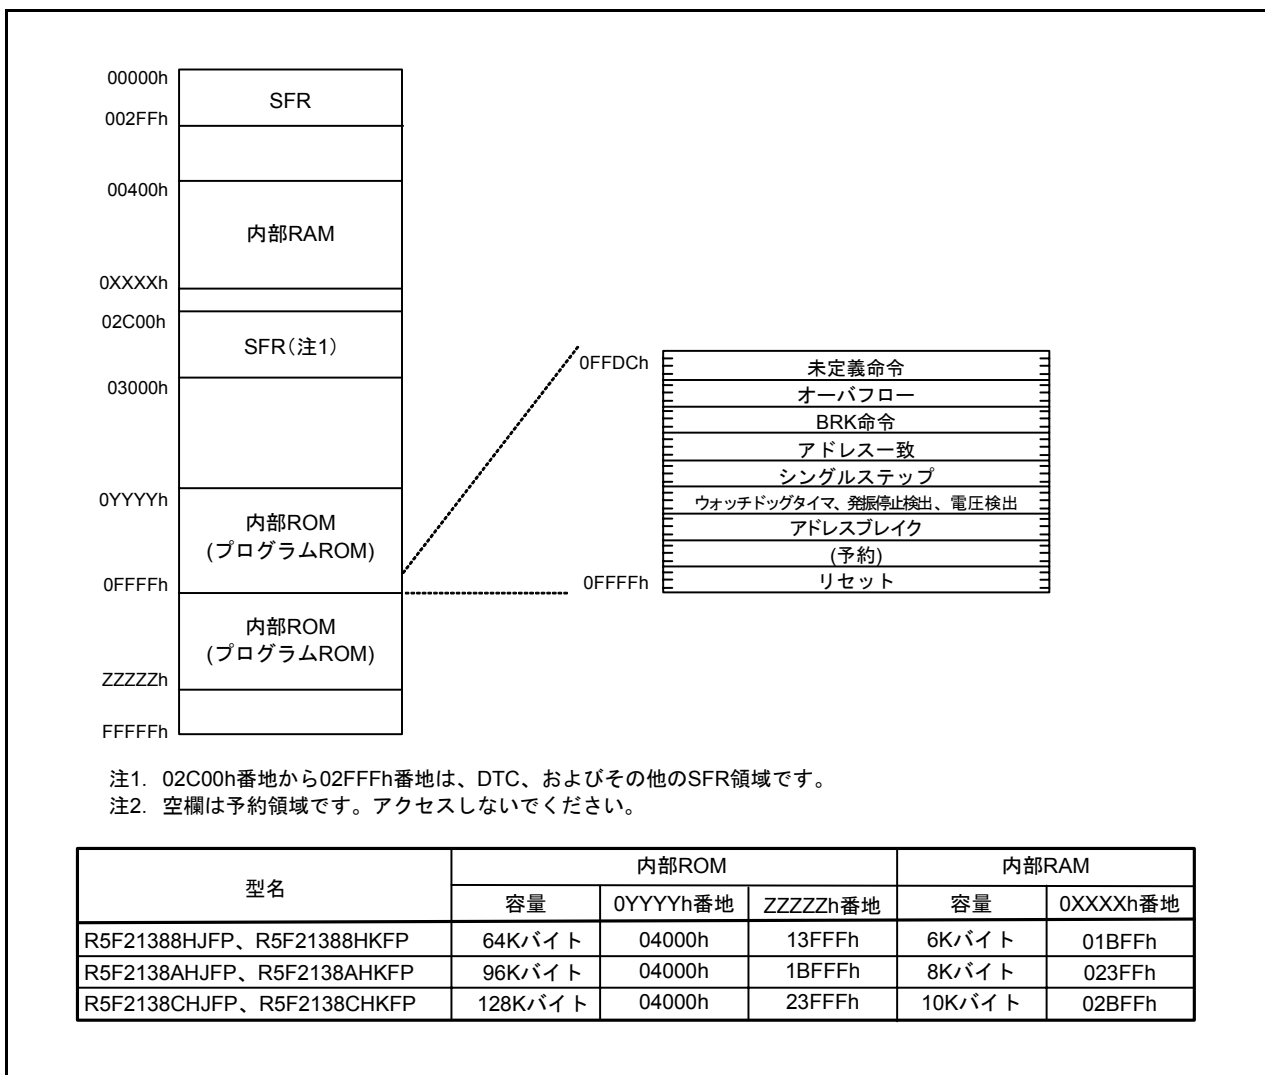 00000h
SFR
002FFh
00400h
内部RAM
0XXXXh
02C00h
SFR(注1)
03000h
0YYYYh
内部ROM
(プログラムROM)
0FFFFh
内部ROM
(プログラムROM)
ZZZZZh
FFFFFh
0FFDCh
未定義命令
オーバフロー
BRK命令
アドレス一致
シングルステップ
ウォッチドッグタイマ、発振停止検出、電圧検出
アドレスブレイク
(予約)
0FFFFh
リセット
注1. 02C00h番地から02FFFh番地は、DTC、およびその他のSFR領域です。
注2. 空欄は予約領域です。アクセスしないでください。
型名 内部ROM 内部RAM
容量 0YYYYh番地 ZZZZZh番地 容量 0XXXXh番地
R5F21388HJFP、R5F21388HKFP 64Kバイト 04000h 13FFFh 6Kバイト 01BFFh
R5F2138AHJFP、R5F2138AHKFP 96Kバイト 04000h 1BFFFh 8Kバイト 023FFh
R5F2138CHJFP、R5F2138CHKFP 128Kバイト 04000h 23FFFh 10Kバイト 02BFFh